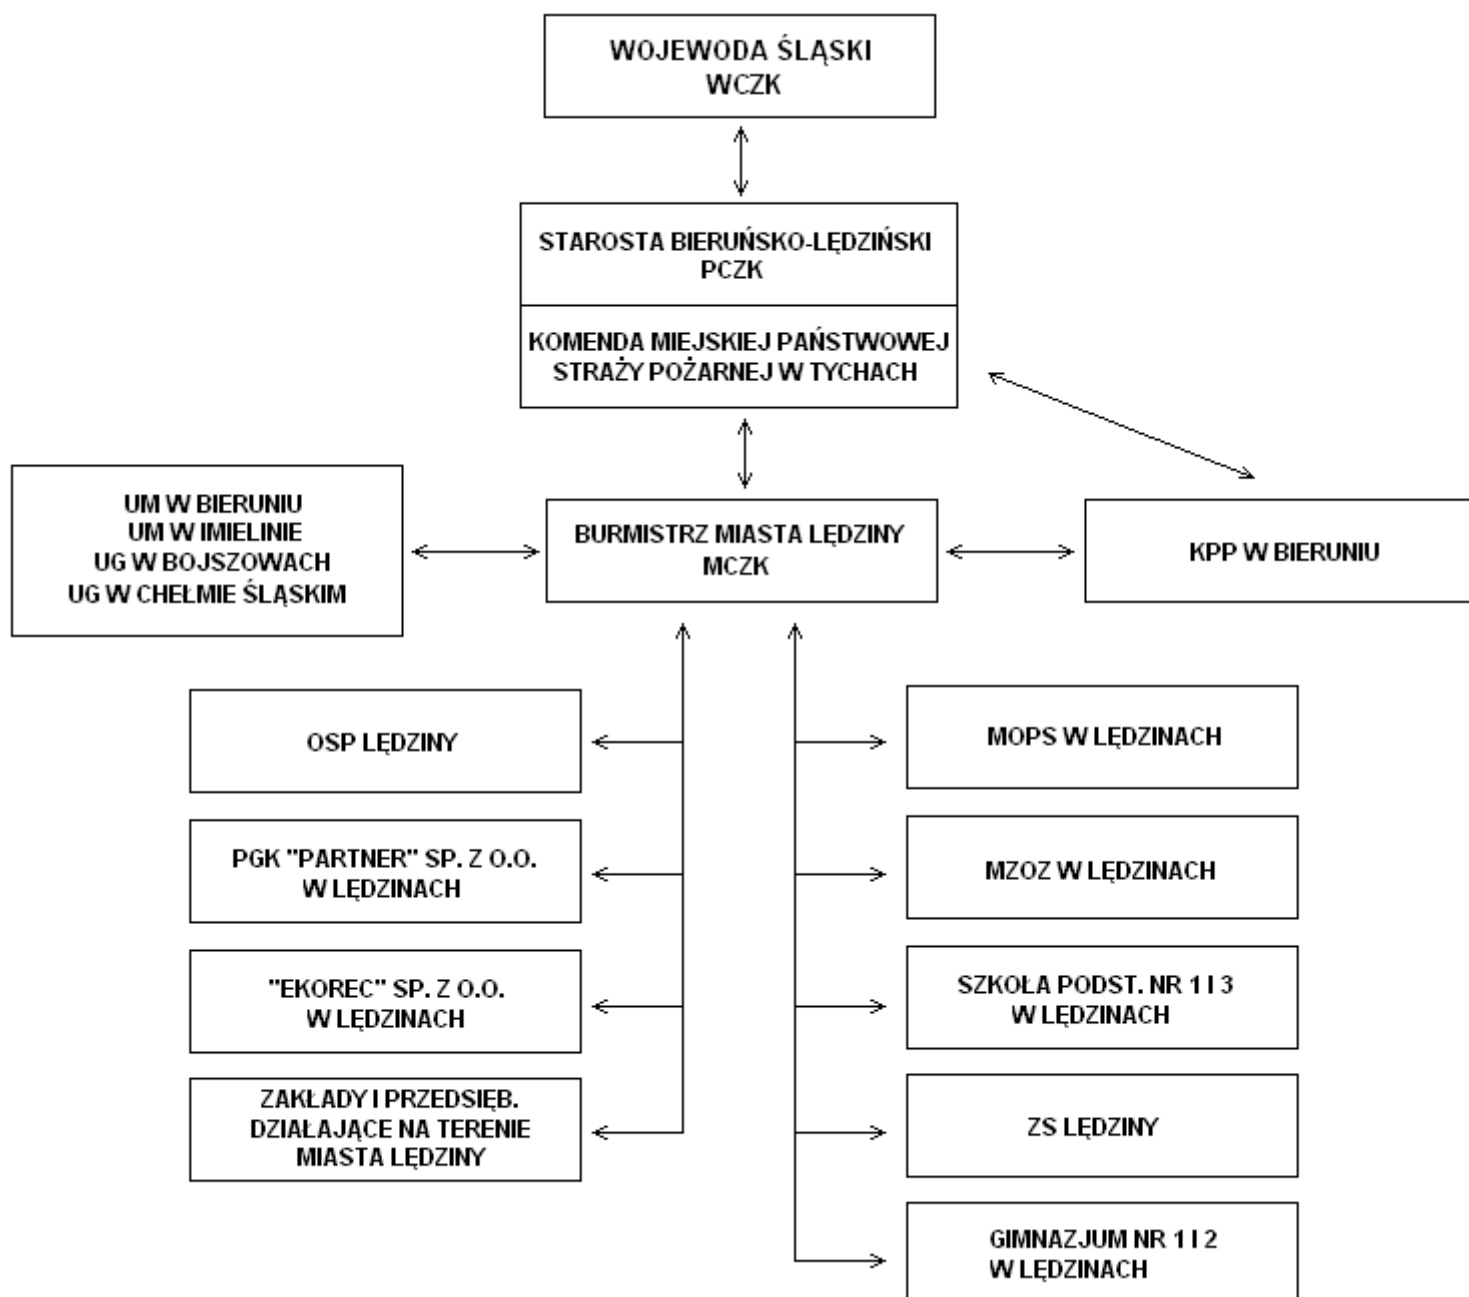 WOJEWODA ŚLĄSKI
WCZK
STAROSTA BIERUŃSKO-LĘDZIŃSKI
PCZK
KOMENDA MIEJSKIEJ PAŃSTWOWEJ
STRAŻY POŻARNEJ W TYCHACH
UM W BIERUNIU
UM W IMIELINIE
UG W BOJSZOWACH
UG W CHEŁMIE ŚLĄSKIM
BURMISTRZ MIASTA LĘDZINY
MCZK
KPP W BIERUNIU
OSP LĘDZINY
PGK "PARTNER" SP. Z O.O.
W LĘDZINACH
"EKOREC" SP. Z O.O.
W LĘDZINACH
ZAKŁADY I PRZEDSIĘB.
DZIAŁAJĄCE NA TERENIE
MIASTA LĘDZINY
MOPS W LĘDZINACH
MZOZ W LĘDZINACH
SZKOŁA PODST. NR 1 I 3
W LĘDZINACH
ZS LĘDZINY
GIMNAZJUM NR 1 I 2
W LĘDZINACH